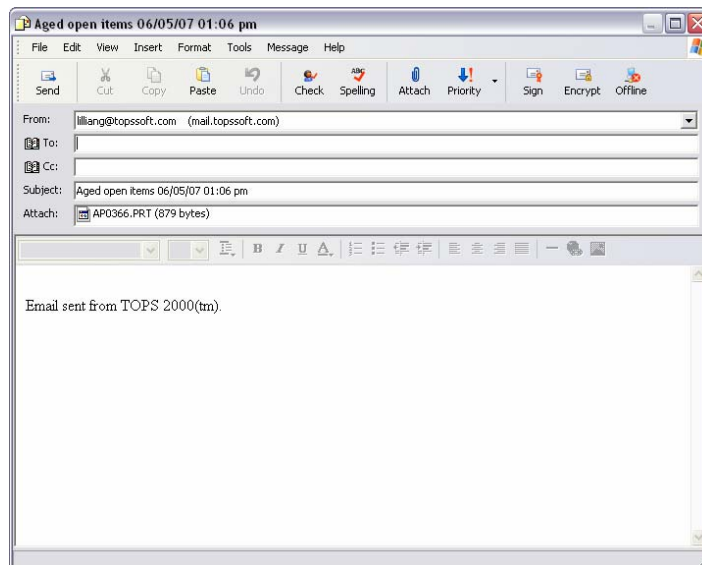 Aged open items 06/05/07 01:06 pm
File Edit View Insert Format Tools Message Help
Send Cut Copy Paste Undo Check ABC Spelling Attach Priority Sign Encrypt Offline
From: lilliang@topssoft.com (mail.topssoft.com)
To:
Cc:
Subject: Aged open items 06/05/07 01:06 pm
Attach: AP0366.PRT (879 bytes)
B I U A
Email sent from TOPS 2000(tm).